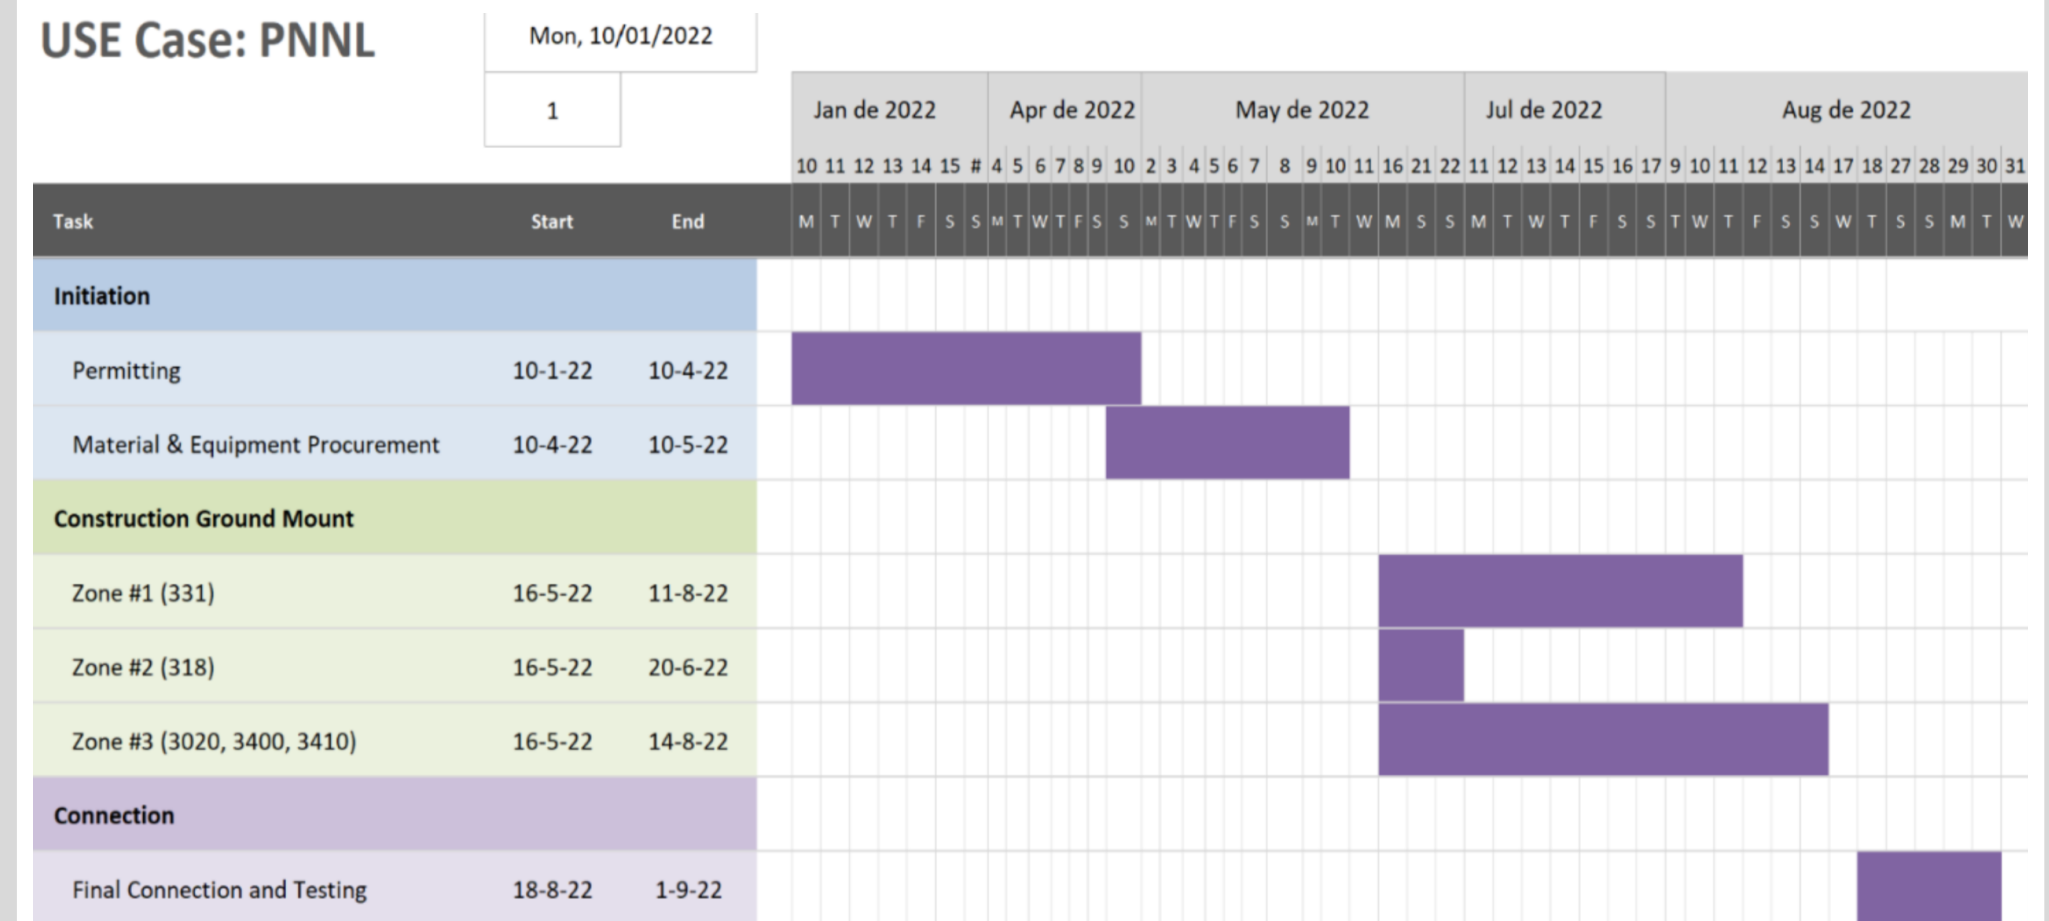 USE Case: PNNL
Mon, 10/01/2022
1
Jan de 2022 Apr de 2022 May de 2022 Jul de 2022 Aug de 2022
10 11 12 13 14 15 # 4 5 6 7 8 9 10 2 3 4 5 6 7 8 9 10 11 16 21 22 11 12 13 14 15 16 17 9 10 11 12 13 14 17 18 27 28 29 30 31
Task Start End M T W T F S S M T W T F S S M T W T F S S M T W M S S M T W T F S S T W T F S S W T S S M T W
Initiation
Permitting 10-1-22 10-4-22
Material & Equipment Procurement 10-4-22 10-5-22
Construction Ground Mount
Zone #1 (331) 16-5-22 11-8-22
Zone #2 (318) 16-5-22 20-6-22
Zone #3 (3020, 3400, 3410) 16-5-22 14-8-22
Connection
Final Connection and Testing 18-8-22 1-9-22